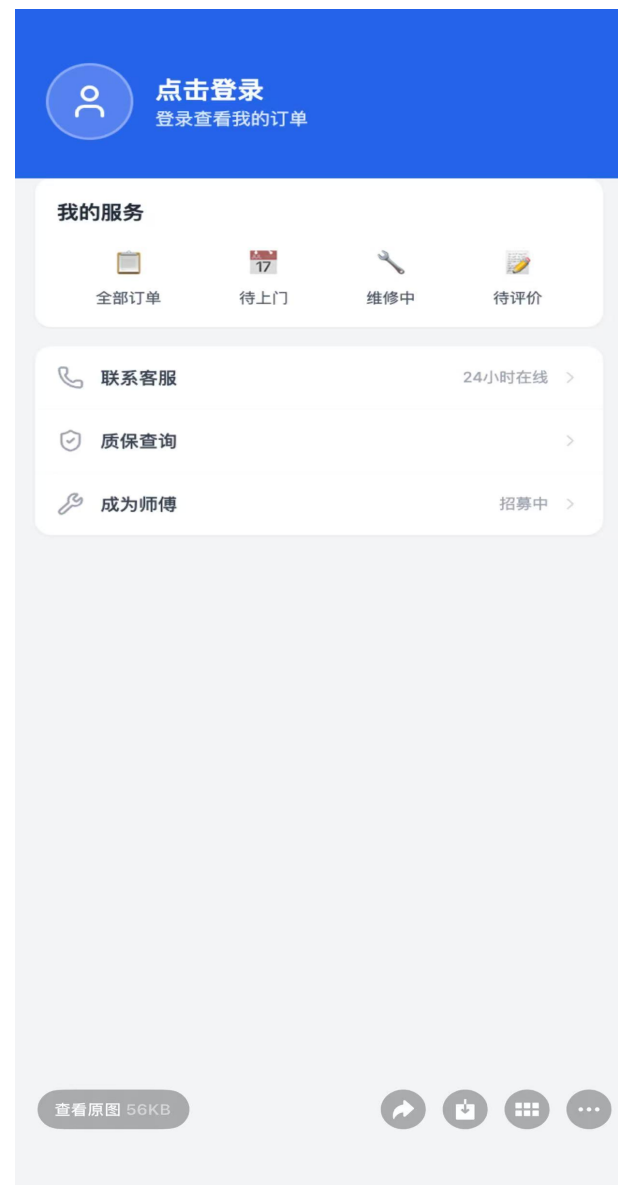 点击登录
登录查看我的订单
我的服务
17
全部订单 待上门 维修中 待评价
联系客服 24小时在线
质保查询
成为师傅 招募中
查看原图 56KB